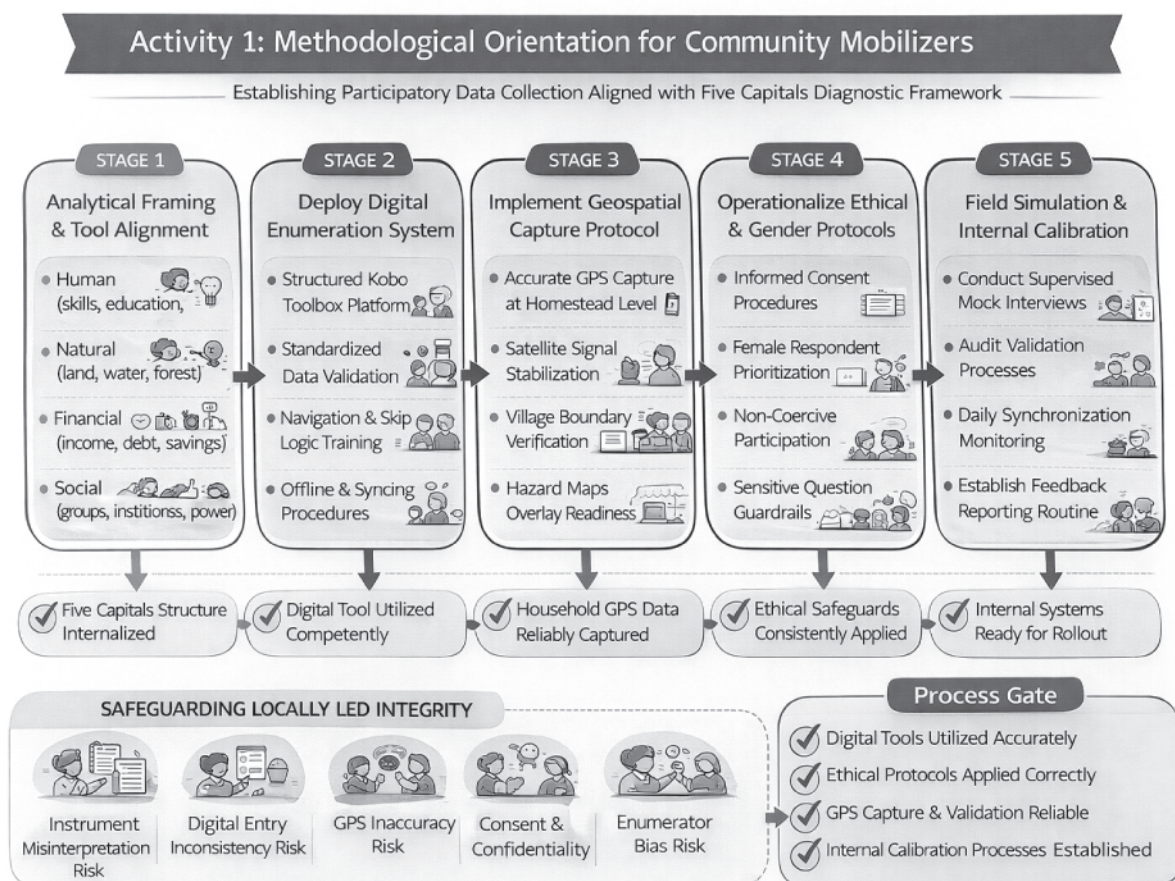 Activity 1: Methodological Orientation for Community Mobilizers
Establishing Participatory Data Collection Aligned with Five Capitals Diagnostic Framework
STAGE 1
Analytical Framing
& Tool Alignment
• Human
(skills, education,
• Natural
(land, water, forest)
• Financial
(income, debt, savings)
• Social
(groups, institionss, power)
Five Capitals Structure
Internalized
STAGE 2
Deploy Digital
Enumeration System
• Structured Kobo
Toolbox Platform
• Standardized
Data Validation
• Navigation & Skip
Logic Training
• Offline & Syncing
Procedures
Digital Tool Utilized
Competently
STAGE 3
Implement Geospatial
Capture Protocol
• Accurate GPS Capture
at Homestead Level
• Satellite Signal
Stabilization
• Village Boundary
Verification
• Hazard Maps
Overlay Readiness
Household GPS Data
Reliably Captured
STAGE 4
Operationalize Ethical
& Gender Protocols
• Informed Consent
Procedures
• Female Respondent
Prioritization
• Non-Coercive
Participation
• Sensitive Question
Guardrails
Ethical Safeguards
Consistently Applied
STAGE 5
Field Simulation &
Internal Calibration
• Conduct Supervised
Mock Interviews
• Audit Validation
Processes
• Daily Synchronization
Monitoring
• Establish Feedback
Reporting Routine
Internal Systems
Ready for Rollout
SAFEGUARDING LOCALLY LED INTEGRITY
Instrument
Misinterpretation
Risk
Digital Entry
Inconsistency Risk
GPS Inaccuracy
Risk
Consent &
Confidentiality
Enumerator
Bias Risk
Process Gate
Digital Tools Utilized Accurately
Ethical Protocols Applied Correctly
GPS Capture & Validation Reliable
Internal Calibration Processes Established